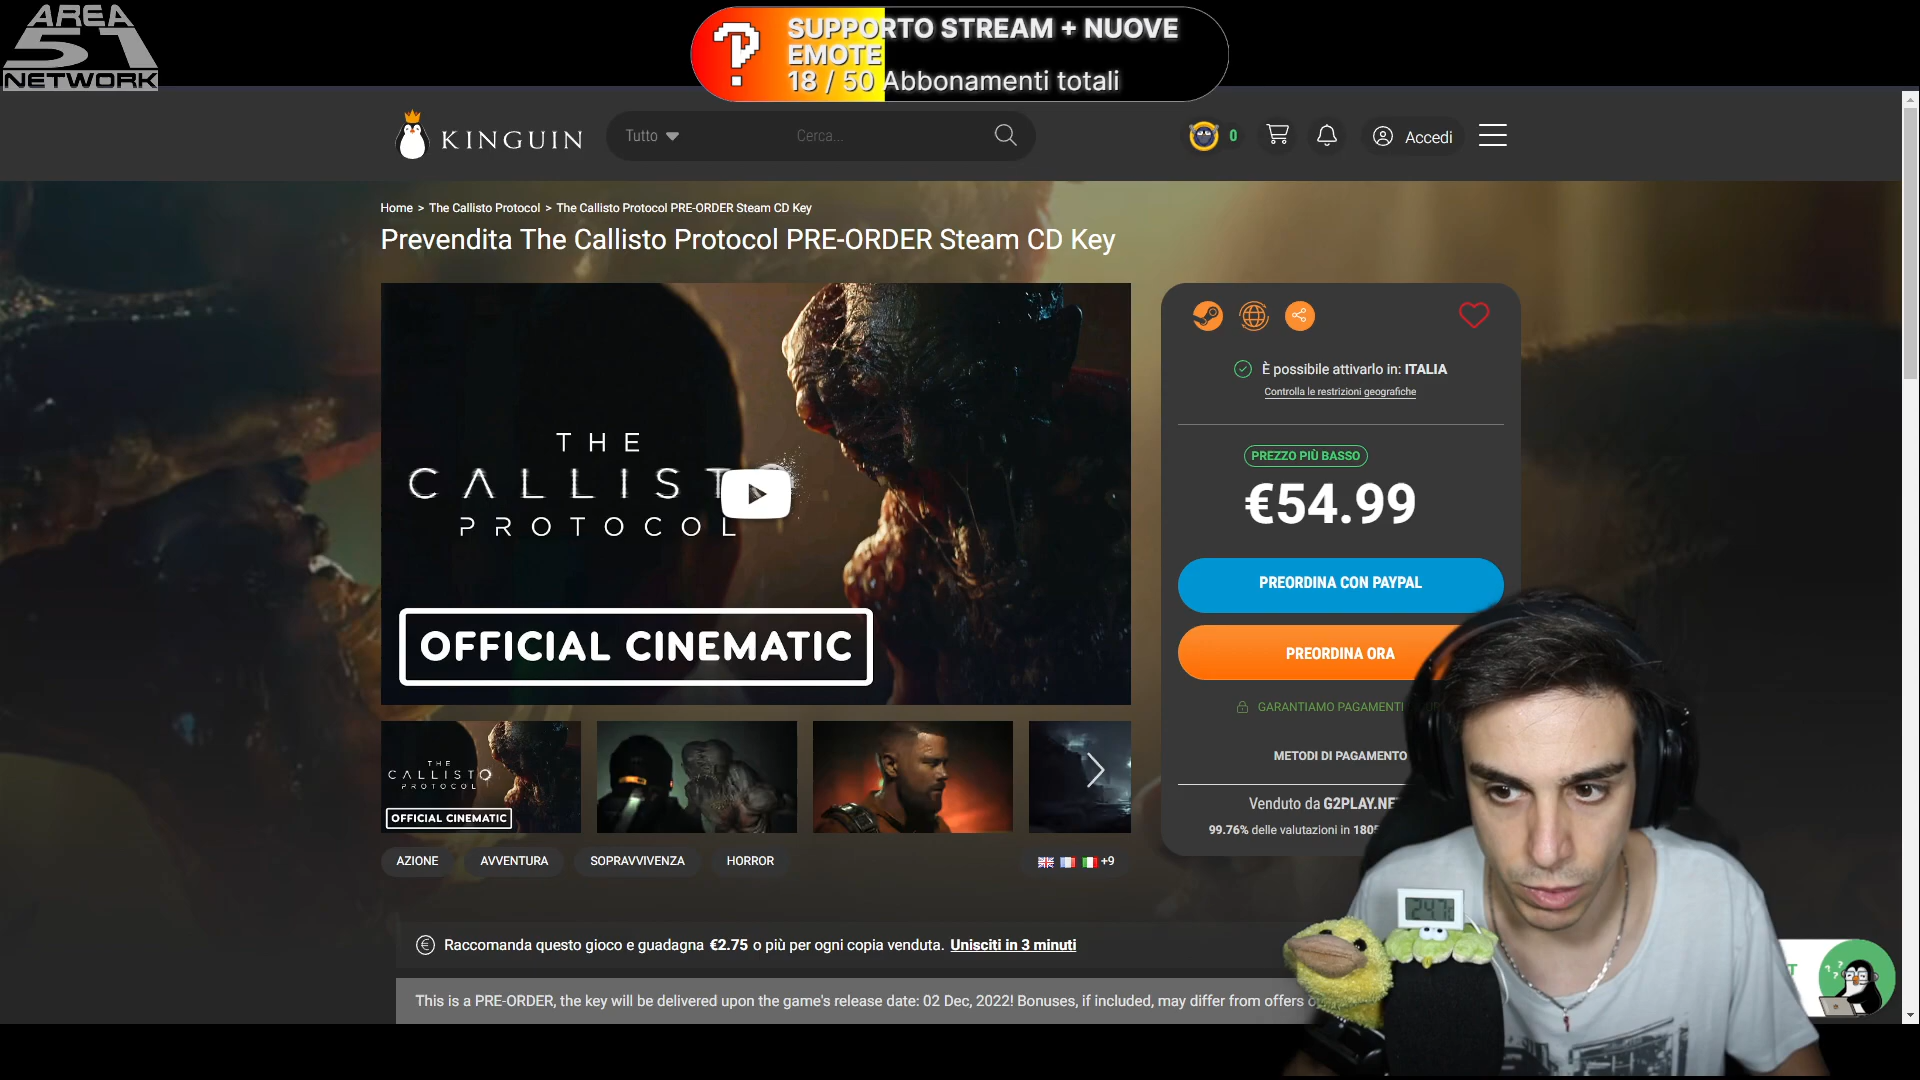 AREA
51
NETWORK
SUPPORTO STREAM + NUOVE
EMOTE
18 / 50 Abbonamenti totali
KINGUIN
Tutto
Cerca...
0
Accedi
Home > The Callisto Protocol > The Callisto Protocol PRE-ORDER Steam CD Key
Prevendita The Callisto Protocol PRE-ORDER Steam CD Key
THE
CALLISTO
PROTOCOL
OFFICIAL CINEMATIC
È possibile attivarlo in: ITALIA
Controlla le restrizioni geografiche
PREZZO PIÙ BASSO
€54.99
PREORDINA CON PAYPAL
PREORDINA ORA
GARANTIAMO PAGAMENTI
METODI DI PAGAMENTO
Venduto da G2PLAY.NE
99.76% delle valutazioni in 180
THE
CALLISTO
PROTOCOL
OFFICIAL CINEMATIC
AZIONE
AVVENTURA
SOPRAVVIVENZA
HORROR
+9
Raccomanda questo gioco e guadagna €2.75 o più per ogni copia venduta. Unisciti in 3 minuti
This is a PRE-ORDER, the key will be delivered upon the game's release date: 02 Dec, 2022! Bonuses, if included, may differ from offers